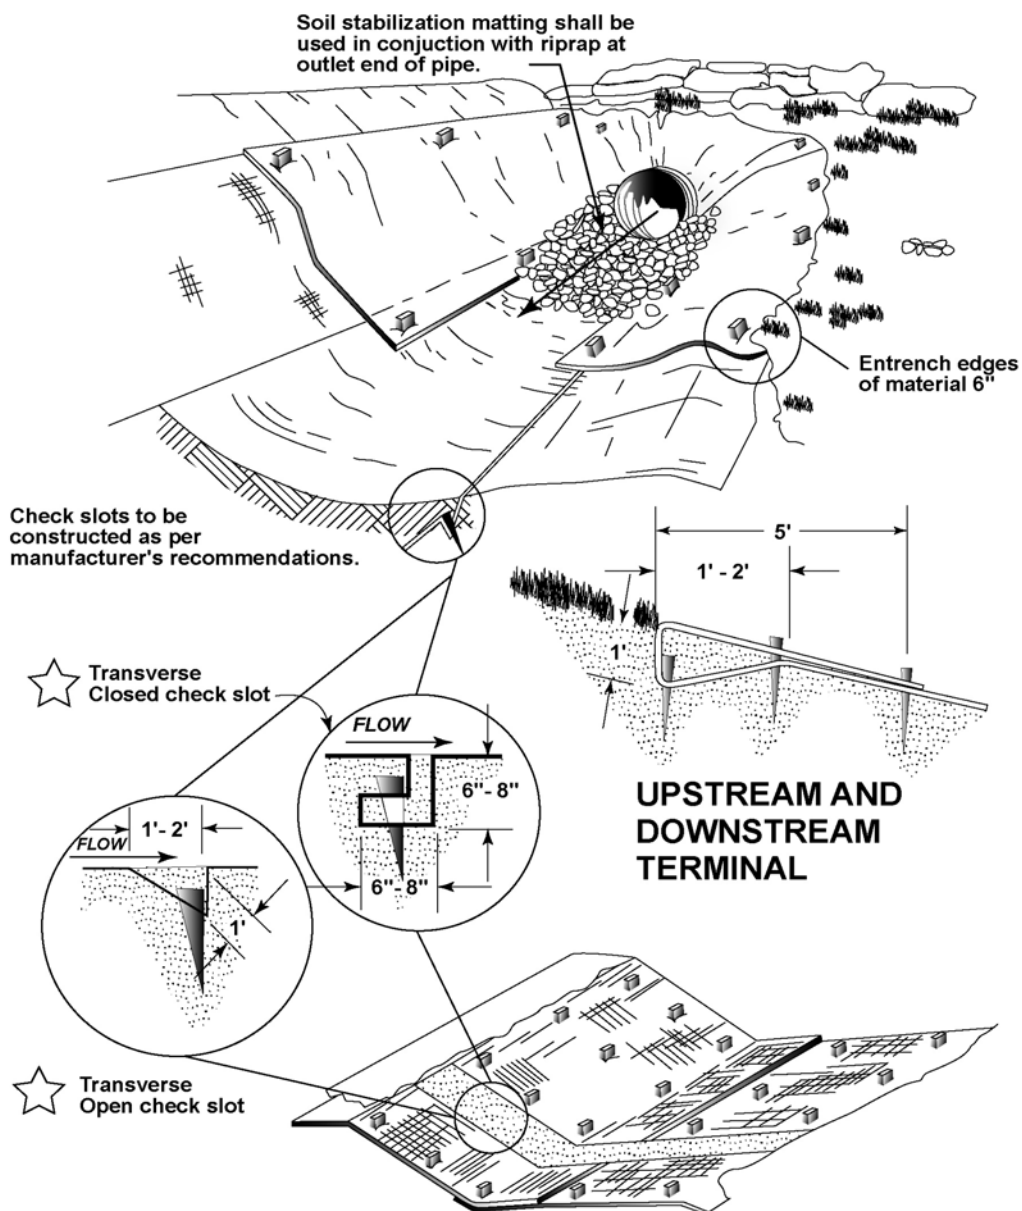 Soil stabilization matting shall be
used in conjuction with riprap at
outlet end of pipe.
Entrench edges
of material 6"
Check slots to be
constructed as per
manufacturer's recommendations.
5'
1' - 2'
1'
Transverse
Closed check slot
FLOW
6"- 8"
6"- 8"
UPSTREAM AND
DOWNSTREAM
TERMINAL
1'- 2'
FLOW
1'
Transverse
Open check slot